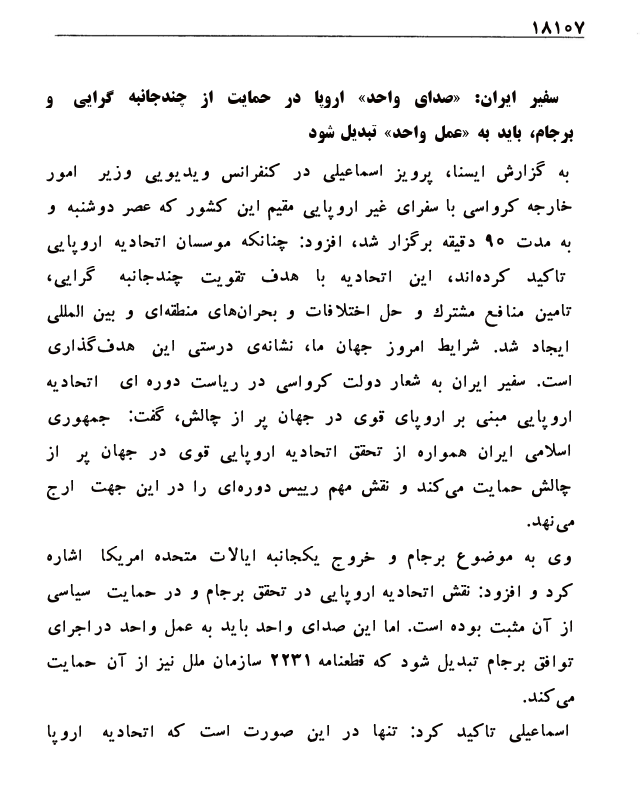 ۱۸۱۰۷
سفیر ایران: «صدای واحد» اروپا در حمایت از چندجانبه گرایی و
برجام، باید به «عمل واحد» تبدیل شود
به گزارش ایسنا، پرویز اسماعیلی در کنفرانس ویدیویی وزیر امور
خارجه کرواسی با سفرای غیر اروپایی مقیم این کشور که عصر دوشنبه و
به مدت ۹۰ دقیقه برگزار شد، افزود: چنانکه موسسان اتحادیه اروپایی
تاکید کرده‌اند، این اتحادیه با هدف تقویت چندجانبه گرایی،
تامین منافع مشترك و حل اختلافات و بحران‌های منطقه‌ای و بین المللی
ایجاد شد. شرایط امروز جهان ما، نشانه‌ی درستی این هدف‌گذاری
است. سفیر ایران به شعار دولت کرواسی در ریاست دوره ای اتحادیه
اروپایی مبنی بر اروپای قوی در جهان پر از چالش، گفت: جمهوری
اسلامی ایران همواره از تحقق اتحادیه اروپایی قوی در جهان پر از
چالش حمایت می‌کند و نقش مهم رییس دوره‌ای را در این جهت ارج
می‌نهد.
وی به موضوع برجام و خروج یکجانبه ایالات متحده امریکا اشاره
کرد و افزود: نقش اتحادیه اروپایی در تحقق برجام و در حمایت سیاسی
از آن مثبت بوده است. اما این صدای واحد باید به عمل واحد دراجرای
توافق برجام تبدیل شود که قطعنامه ۲۲۳۱ سازمان ملل نیز از آن حمایت
می‌کند.
اسماعیلی تاکید کرد: تنها در این صورت است که اتحادیه اروپا